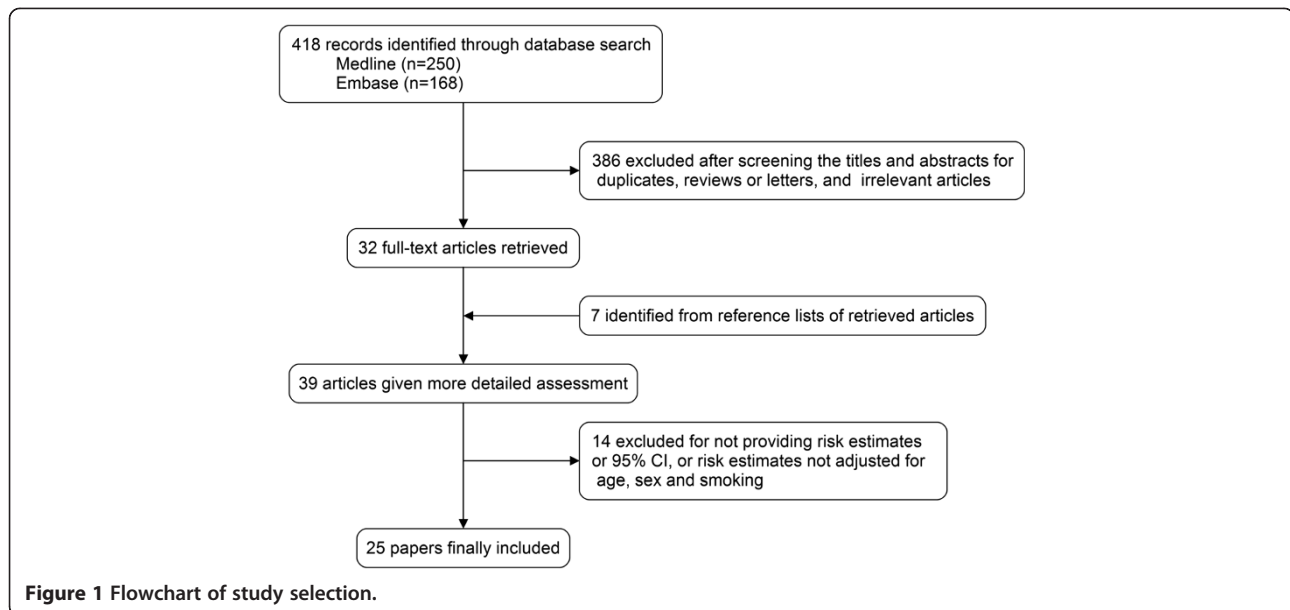 418 records identified through database search
Medline (n=250)
Embase (n=168)
386 excluded after screening the titles and abstracts for
duplicates, reviews or letters, and irrelevant articles
32 full-text articles retrieved
7 identified from reference lists of retrieved articles
39 articles given more detailed assessment
14 excluded for not providing risk estimates
or 95% CI, or risk estimates not adjusted for
age, sex and smoking
25 papers finally included
Figure 1 Flowchart of study selection.